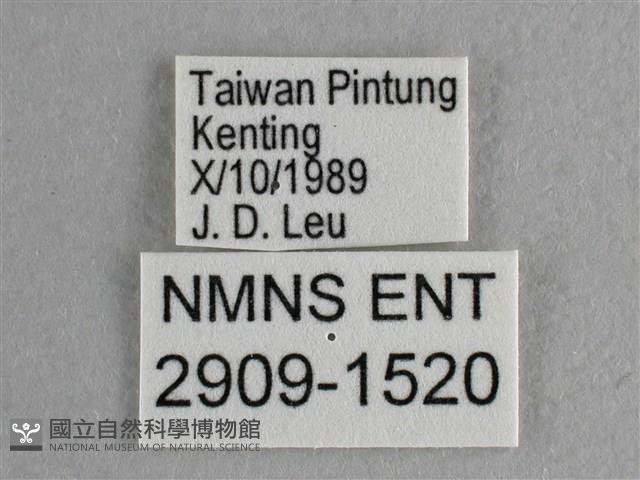 Taiwan Pintung
Kenting
X/10/1989
J. D. Leu
NMNS ENT
2909-1520
國立自然科學博物館
NATIONAL MUSEUM OF NATURAL SCIENCE